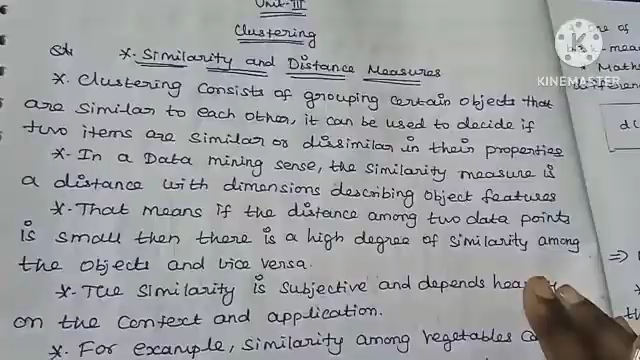 Unit-III
Clustering
* Similarity and Distance Measures
* Clustering consists of grouping certain objects that
are similar to each other, it can be used to decide if
two items are similar or dissimilar in their properties
* In a Data mining sense, the similarity measure is
a distance with dimensions describing object features
* That means if the distance among two data points
is small then there is a high degree of similarity among
the objects and vice versa.
* The similarity is subjective and depends
on the context and application.
* For example, similarity among vegetables
KINEMASTER
* Maths
d(